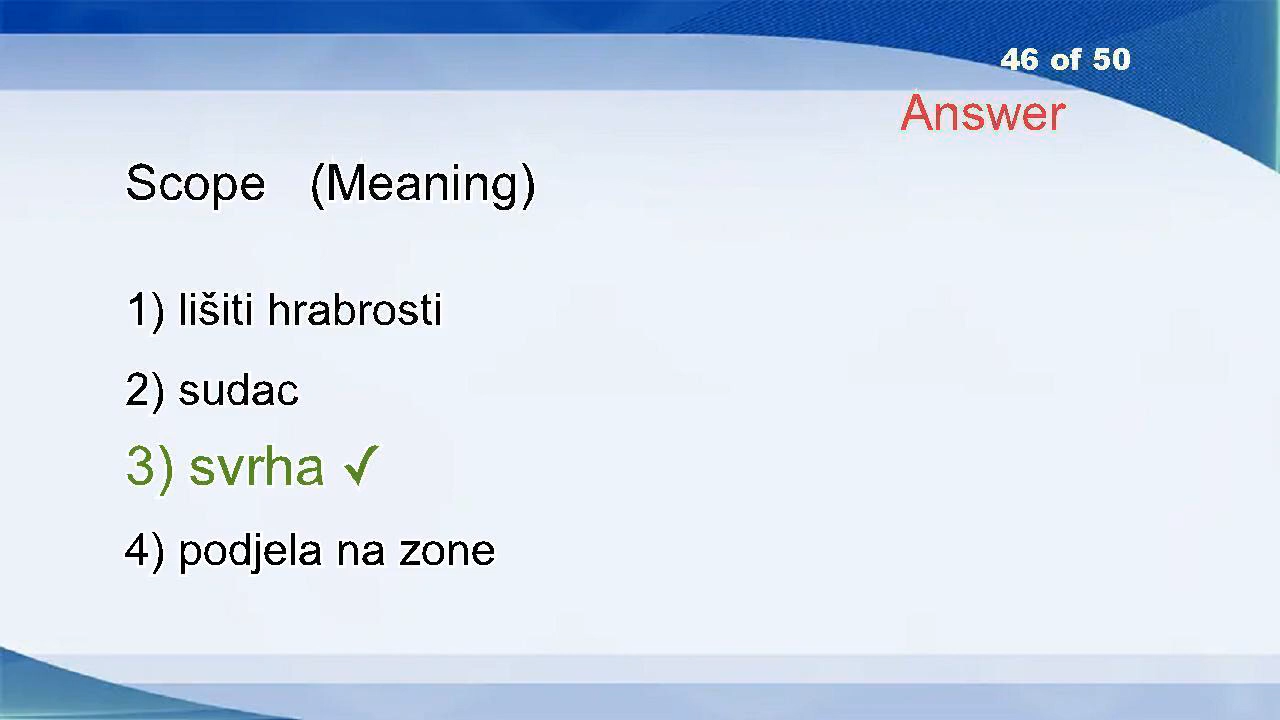 46 of 50
Answer
Scope (Meaning)
1) lišiti hrabrosti
2) sudac
3) svrha ✓
4) podjela na zone